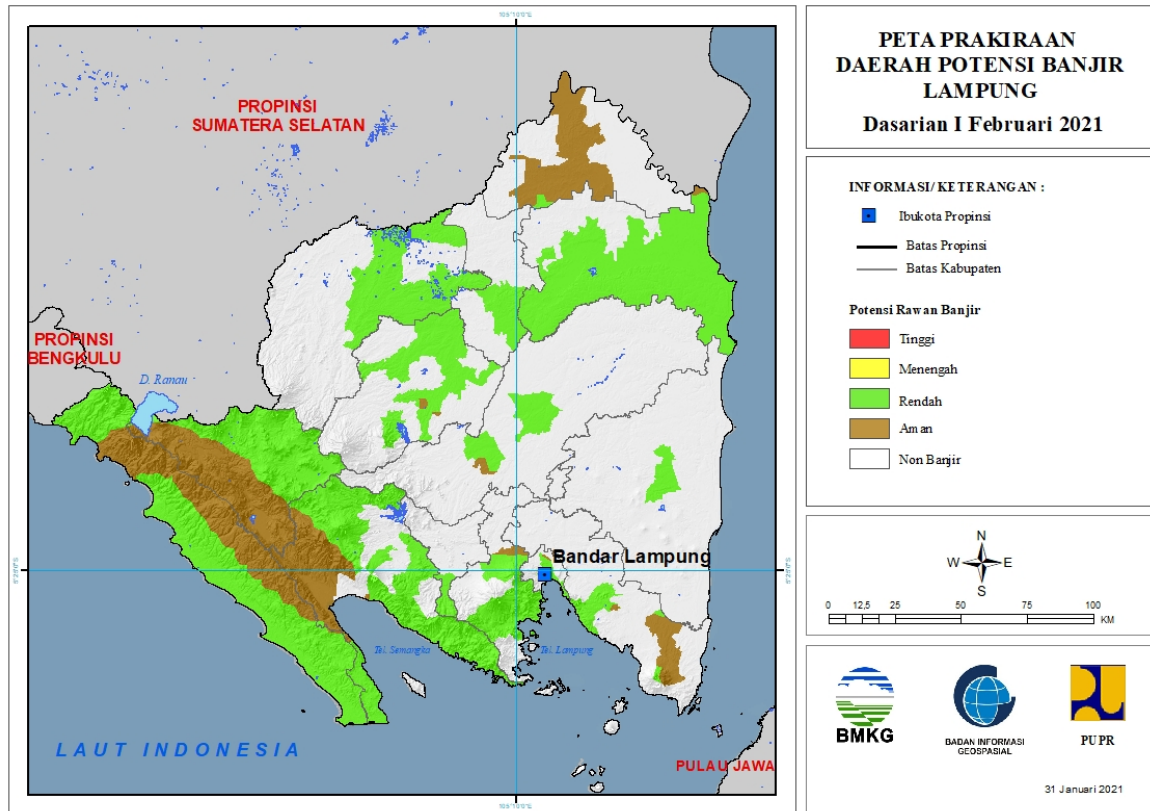 PROPINSI
SUMATERA SELATAN
PROPINSI
BENGKULU
D. Ranau
Bandar Lampung
Tel. Semangka
Tel. Lampung
LAUT INDONESIA
PULAU JAWA
PETA PRAKIRAAN
DAERAH POTENSI BANJIR
LAMPUNG
Dasarian I Februari 2021
INFORMASI/ KETERANGAN :
Ibukota Propinsi
Batas Propinsi
Batas Kabupaten
Potensi Rawan Banjir
Tinggi
Menengah
Rendah
Aman
Non Banjir
N
W E
S
0 12,5 25 50 75 100
KM
BMKG
BADAN INFORMASI
GEOSPASIAL
PUPR
31 Januari 2021